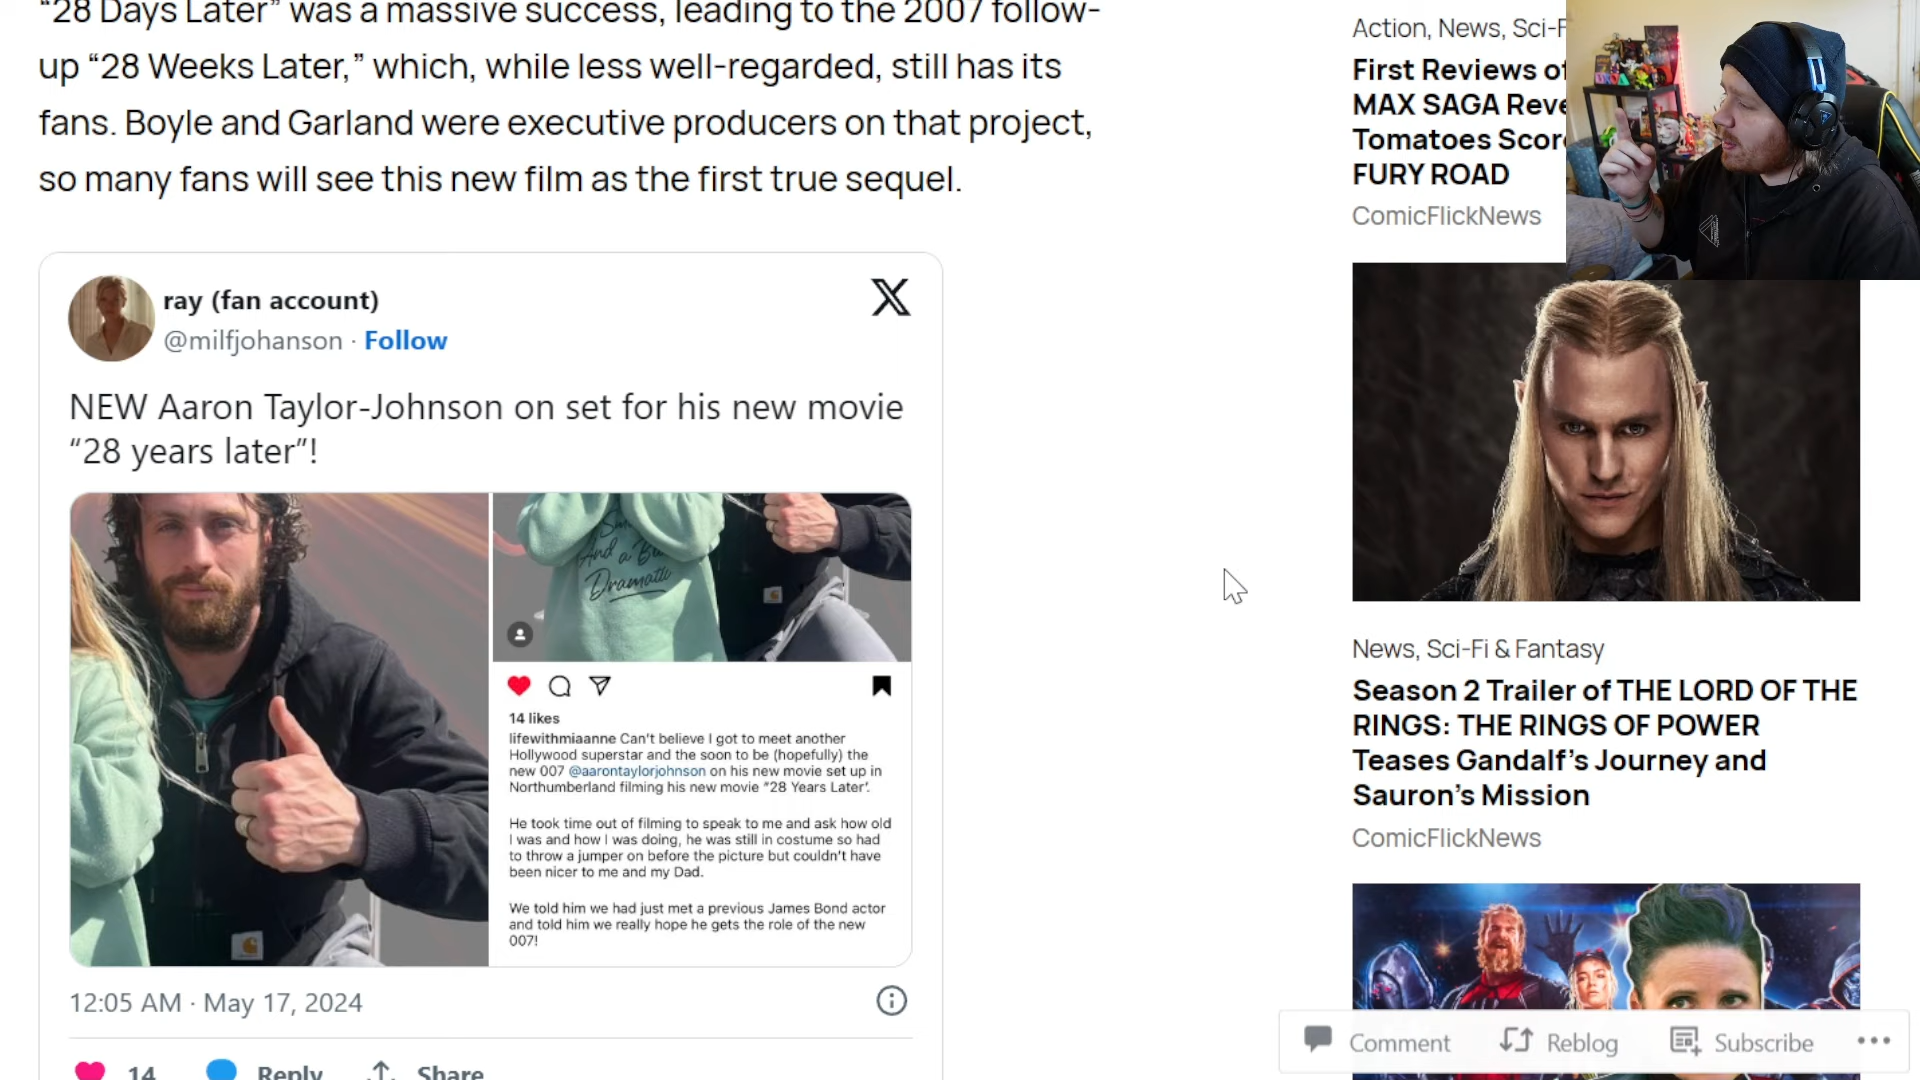 “28 Days Later” was a massive success, leading to the 2007 follow-
up “28 Weeks Later,” which, while less well-regarded, still has its
fans. Boyle and Garland were executive producers on that project,
so many fans will see this new film as the first true sequel.
ray (fan account)
@milfjohanson · Follow
NEW Aaron Taylor-Johnson on set for his new movie
“28 years later”!
And a
Dramatic
14 likes
lifewithmiaanne Can't believe I got to meet another
Hollywood superstar and the soon to be (hopefully) the
new 007 @aarontaylorjohnson on his new movie set up in
Northumberland filming his new movie "28 Years Later'.
He took time out of filming to speak to me and ask how old
I was and how I was doing, he was still in costume so had
to throw a jumper on before the picture but couldn't have
been nicer to me and my Dad.
We told him we had just met a previous James Bond actor
and told him we really hope he gets the role of the new
007!
12:05 AM · May 17, 2024
14 Reply Share
Action, News, Sci-F
First Reviews of
MAX SAGA Reve
Tomatoes Scor
FURY ROAD
ComicFlickNews
News, Sci-Fi & Fantasy
Season 2 Trailer of THE LORD OF THE
RINGS: THE RINGS OF POWER
Teases Gandalf’s Journey and
Sauron’s Mission
ComicFlickNews
Comment Reblog Subscribe